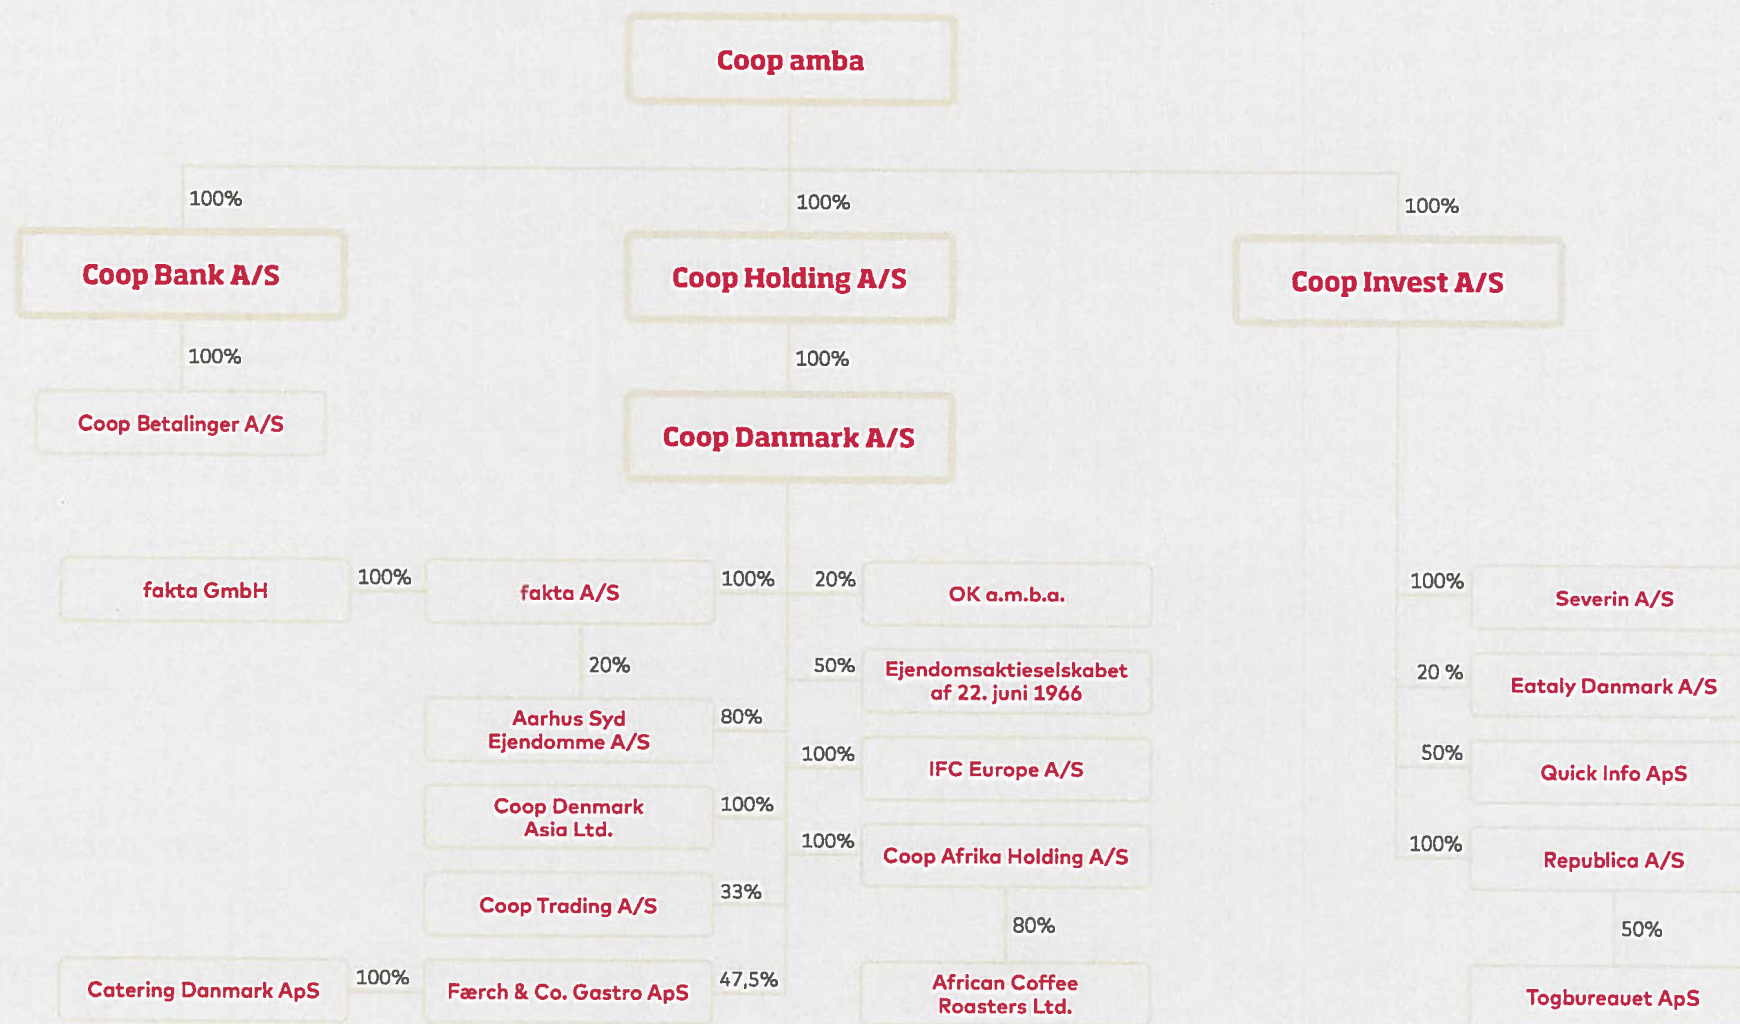 Coop amba
100%
100%
100%
Coop Bank A/S
Coop Holding A/S
Coop Invest A/S
100%
100%
Coop Betalinger A/S
Coop Danmark A/S
fakta GmbH
100%
fakta A/S
100%
20%
OK a.m.b.a.
100%
Severin A/S
20%
50%
Ejendomsaktieselskabet
af 22. juni 1966
20 %
Eataly Danmark A/S
Aarhus Syd
Ejendomme A/S
80%
100%
IFC Europe A/S
50%
Quick Info ApS
Coop Denmark
Asia Ltd.
100%
100%
Coop Afrika Holding A/S
100%
Republica A/S
Coop Trading A/S
33%
80%
50%
Catering Danmark ApS
100%
Færch & Co. Gastro ApS
47,5%
African Coffee
Roasters Ltd.
Togbureauet ApS